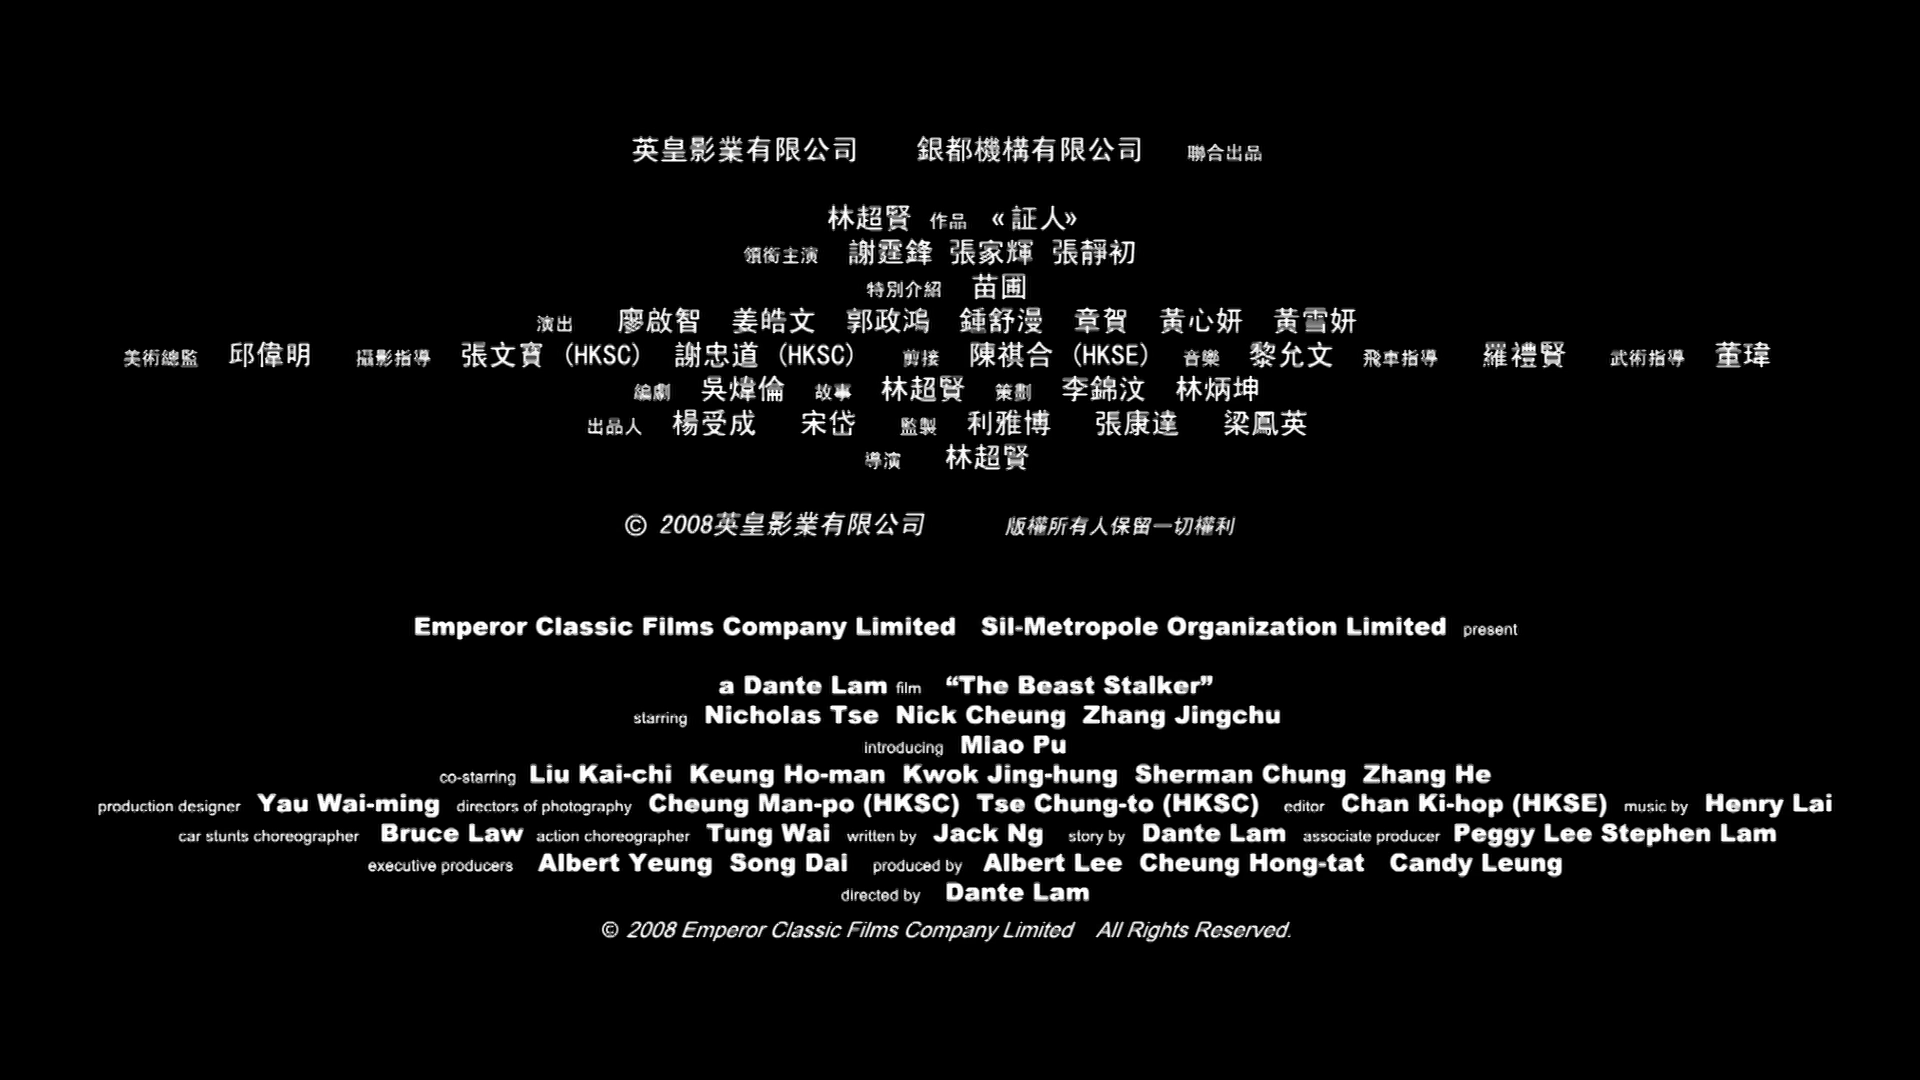 英皇影業有限公司 銀都機構有限公司 聯合出品
林超賢 作品 《証人》
領銜主演 謝霆鋒 張家輝 張靜初
特別介紹 苗圃
演出 廖啟智 姜皓文 郭政鴻 鍾舒漫 章賀 黃心妍 黃雪妍
美術總監 邱偉明 攝影指導 張文寶 (HKSC) 謝忠道 (HKSC) 剪接 陳祺合 (HKSE) 音樂 黎允文 飛車指導 羅禮賢 武術指導 董瑋
編劇 吳煒倫 故事 林超賢 策劃 李錦汶 林炳坤
出品人 楊受成 宋岱 監製 利雅博 張康達 梁鳳英
導演 林超賢
© 2008英皇影業有限公司 版權所有人保留一切權利
Emperor Classic Films Company Limited Sil-Metropole Organization Limited present
a Dante Lam film “The Beast Stalker”
starring Nicholas Tse Nick Cheung Zhang Jingchu
introducing Miao Pu
co-starring Liu Kai-chi Keung Ho-man Kwok Jing-hung Sherman Chung Zhang He
production designer Yau Wai-ming directors of photography Cheung Man-po (HKSC) Tse Chung-to (HKSC) editor Chan Ki-hop (HKSE) music by Henry Lai
car stunts choreographer Bruce Law action choreographer Tung Wai written by Jack Ng story by Dante Lam associate producer Peggy Lee Stephen Lam
executive producers Albert Yeung Song Dai produced by Albert Lee Cheung Hong-tat Candy Leung
directed by Dante Lam
© 2008 Emperor Classic Films Company Limited All Rights Reserved.